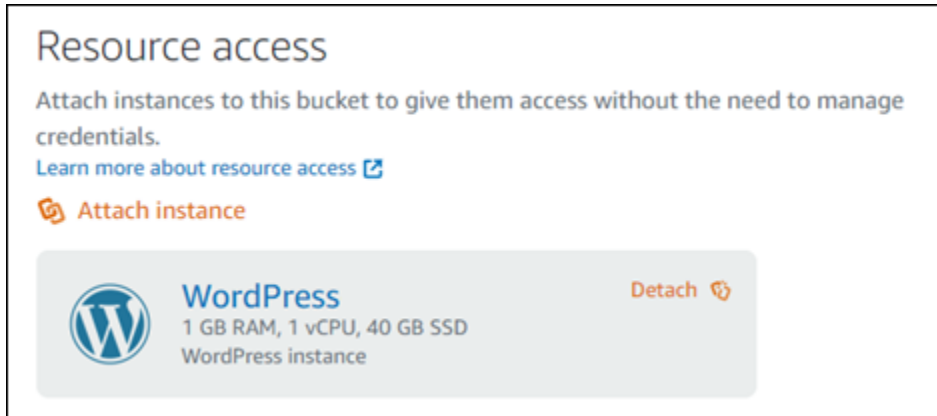 Resource access
Attach instances to this bucket to give them access without the need to manage
credentials.
Learn more about resource access
Attach instance
WordPress
Detach
1 GB RAM, 1 vCPU, 40 GB SSD
WordPress instance